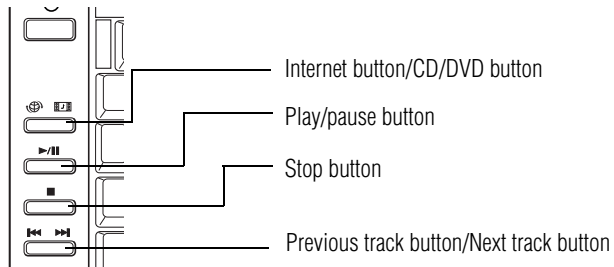 Internet button/CD/DVD button
Play/pause button
Stop button
Previous track button/Next track button